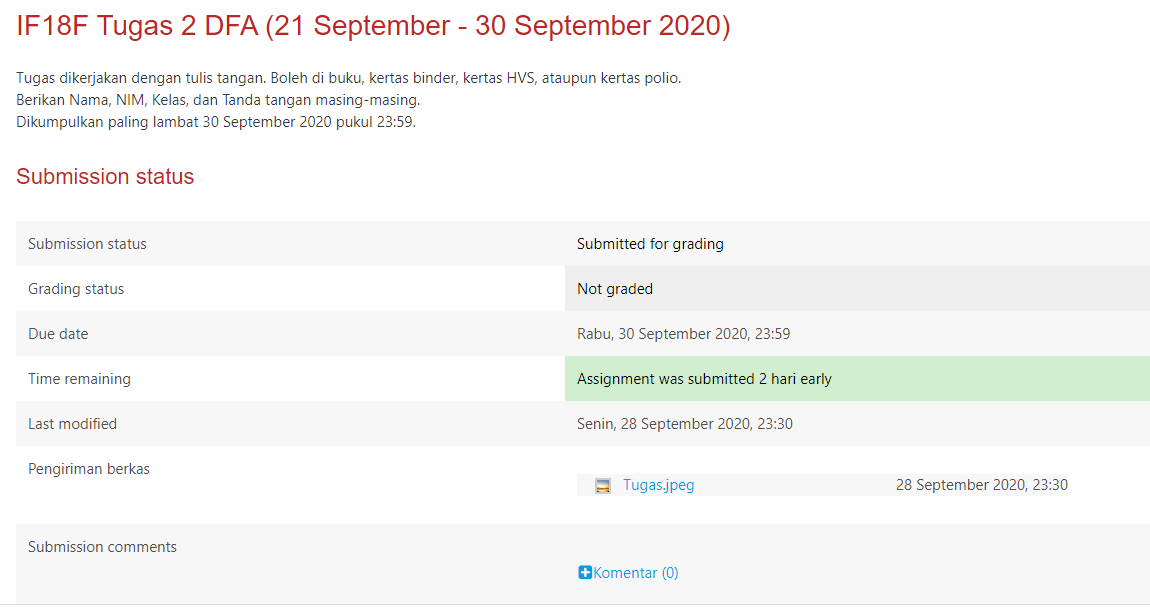 IF18F Tugas 2 DFA (21 September - 30 September 2020)
Tugas dikerjakan dengan tulis tangan. Boleh di buku, kertas binder, kertas HVS, ataupun kertas polio.
Berikan Nama, NIM, Kelas, dan Tanda tangan masing-masing.
Dikumpulkan paling lambat 30 September 2020 pukul 23:59.
Submission status
Submission status Submitted for grading
Grading status Not graded
Due date Rabu, 30 September 2020, 23:59
Time remaining Assignment was submitted 2 hari early
Last modified Senin, 28 September 2020, 23:30
Pengiriman berkas
Tugas.jpeg 28 September 2020, 23:30
Submission comments
Komentar (0)